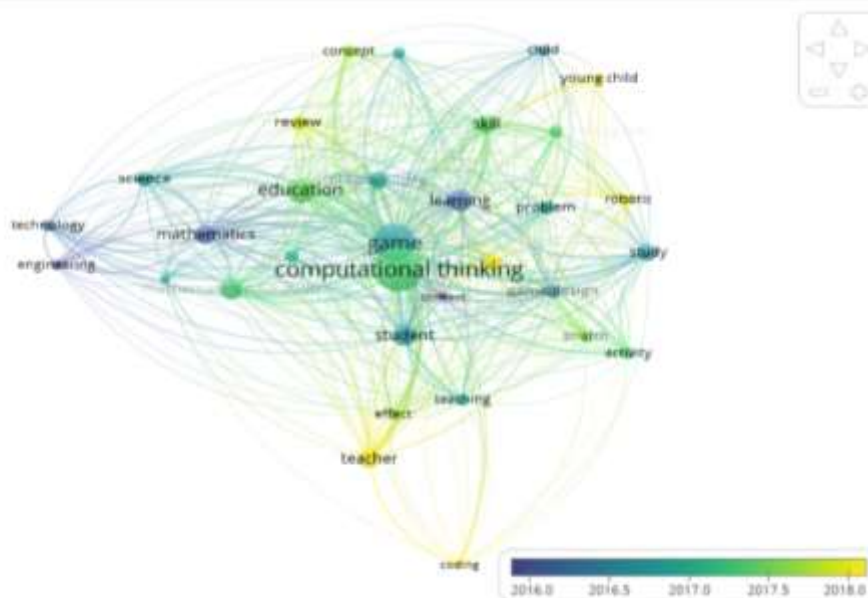 concept
child
young child
review
skill
science
education
learning
problem
robotic
technology
mathematics
game
study
engineering
computational thinking
student
activity
effect
teaching
teacher
coding
2016.0 2016.5 2017.0 2017.5 2018.0